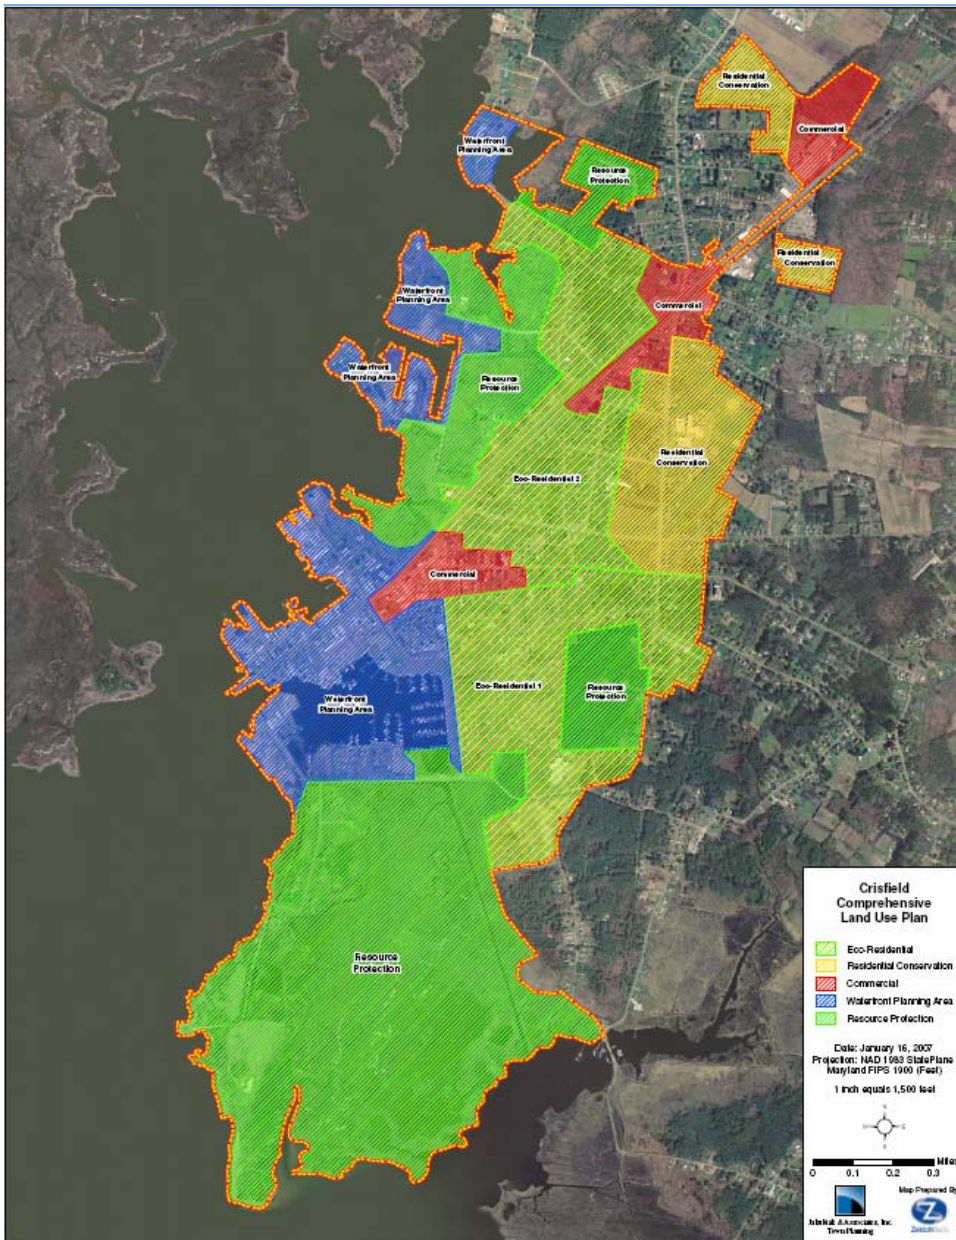 Residential
Conservation
Commercial
Waterfront
Planning Area
Resource
Protection
Residential
Conservation
Waterfront
Planning Area
Commercial
Waterfront
Planning Area
Resource
Protection
Residential
Conservation
Eco-Residential 2
Commercial
Eco-Residential 1
Resource
Protection
Waterfront
Planning Area
Resource
Protection
Crisfield
Comprehensive
Land Use Plan
Eco-Residential
Residential Conservation
Commercial
Waterfront Planning Area
Resource Protection
Date: January 16, 2007
Projection: NAD 1983 StatePlane
Maryland FIPS 1900 (Feet)
1 inch equals 1,500 feet
N
W
E
S
Miles
0 0.1 0.2 0.3
Map Prepared By
& Associates, Inc.
Town Planning
Z